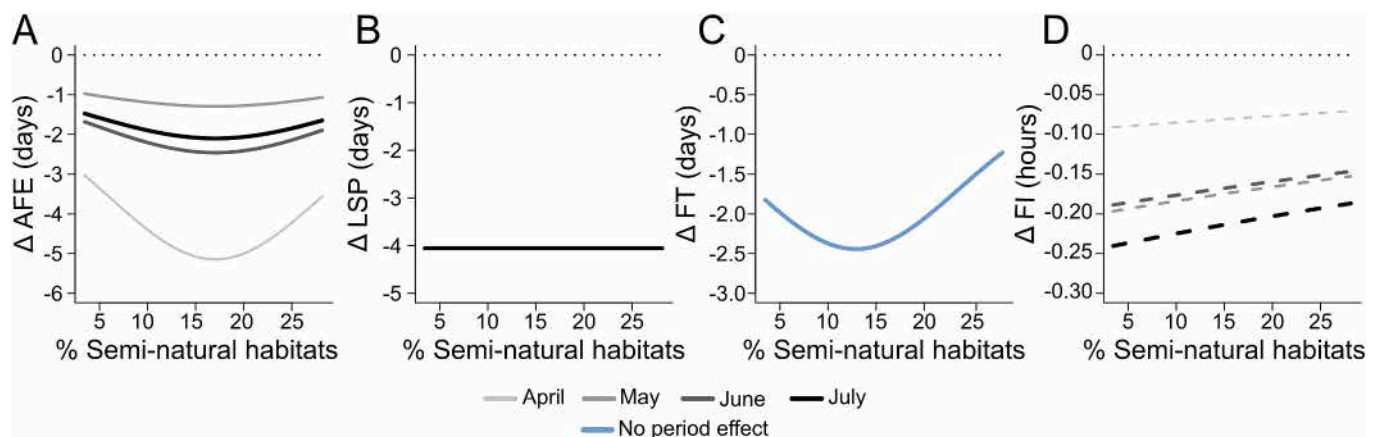 A
B
C
D
Δ AFE (days)
0
-1
-2
-3
-4
-5
-6
5 10 15 20 25
% Semi-natural habitats
Δ LSP (days)
0
-1
-2
-3
-4
-5
5 10 15 20 25
% Semi-natural habitats
Δ FT (days)
0
-0.5
-1.0
-1.5
-2.0
-2.5
-3.0
5 10 15 20 25
% Semi-natural habitats
Δ FI (hours)
0
-0.05
-0.10
-0.15
-0.20
-0.25
-0.30
5 10 15 20 25
% Semi-natural habitats
April May June July
No period effect